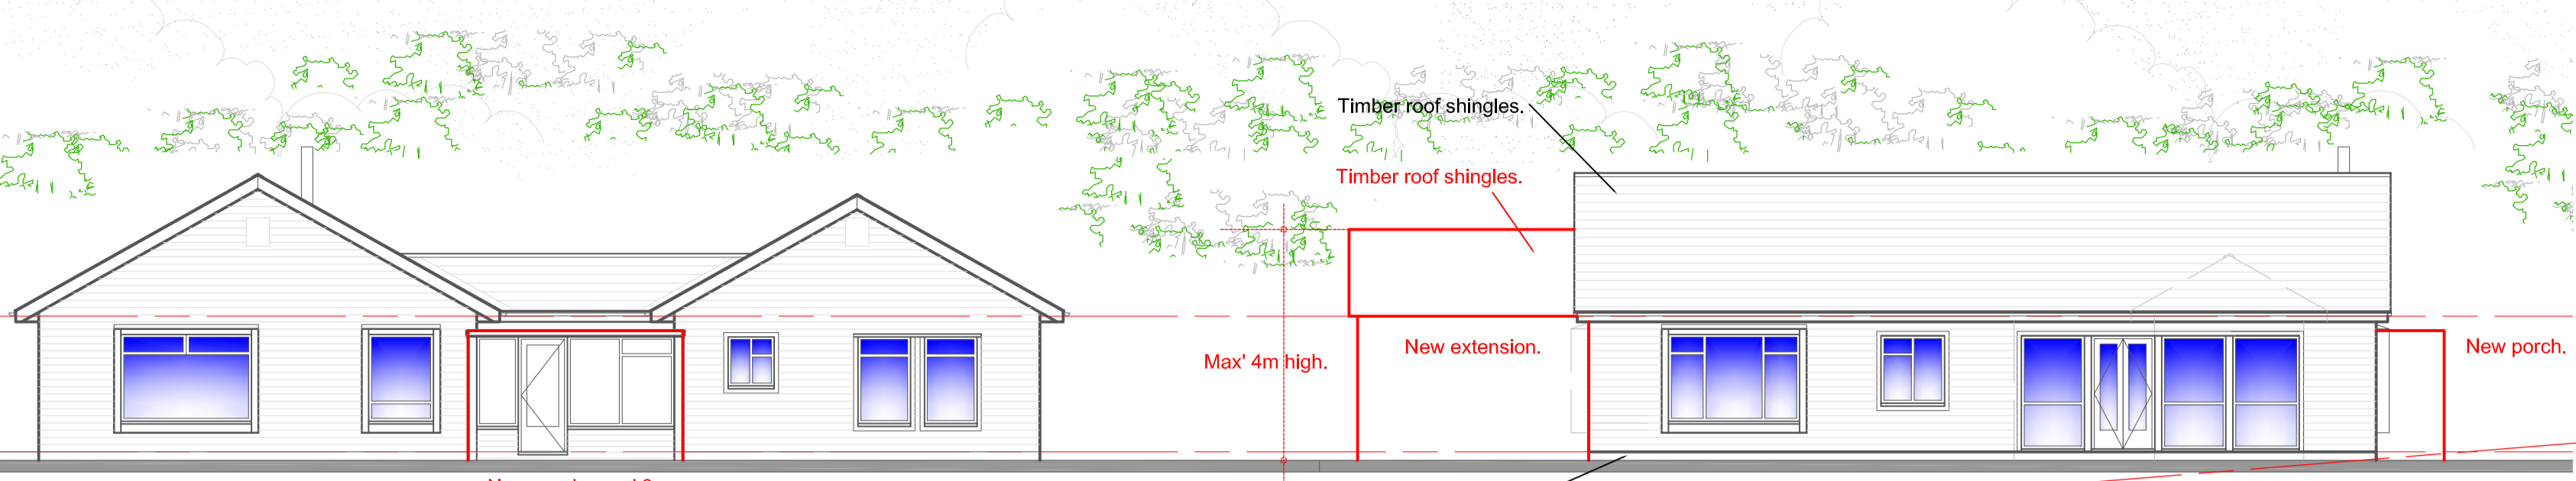 Timber roof shingles.
Timber roof shingles.
New extension.
Max' 4m high.
New porch.